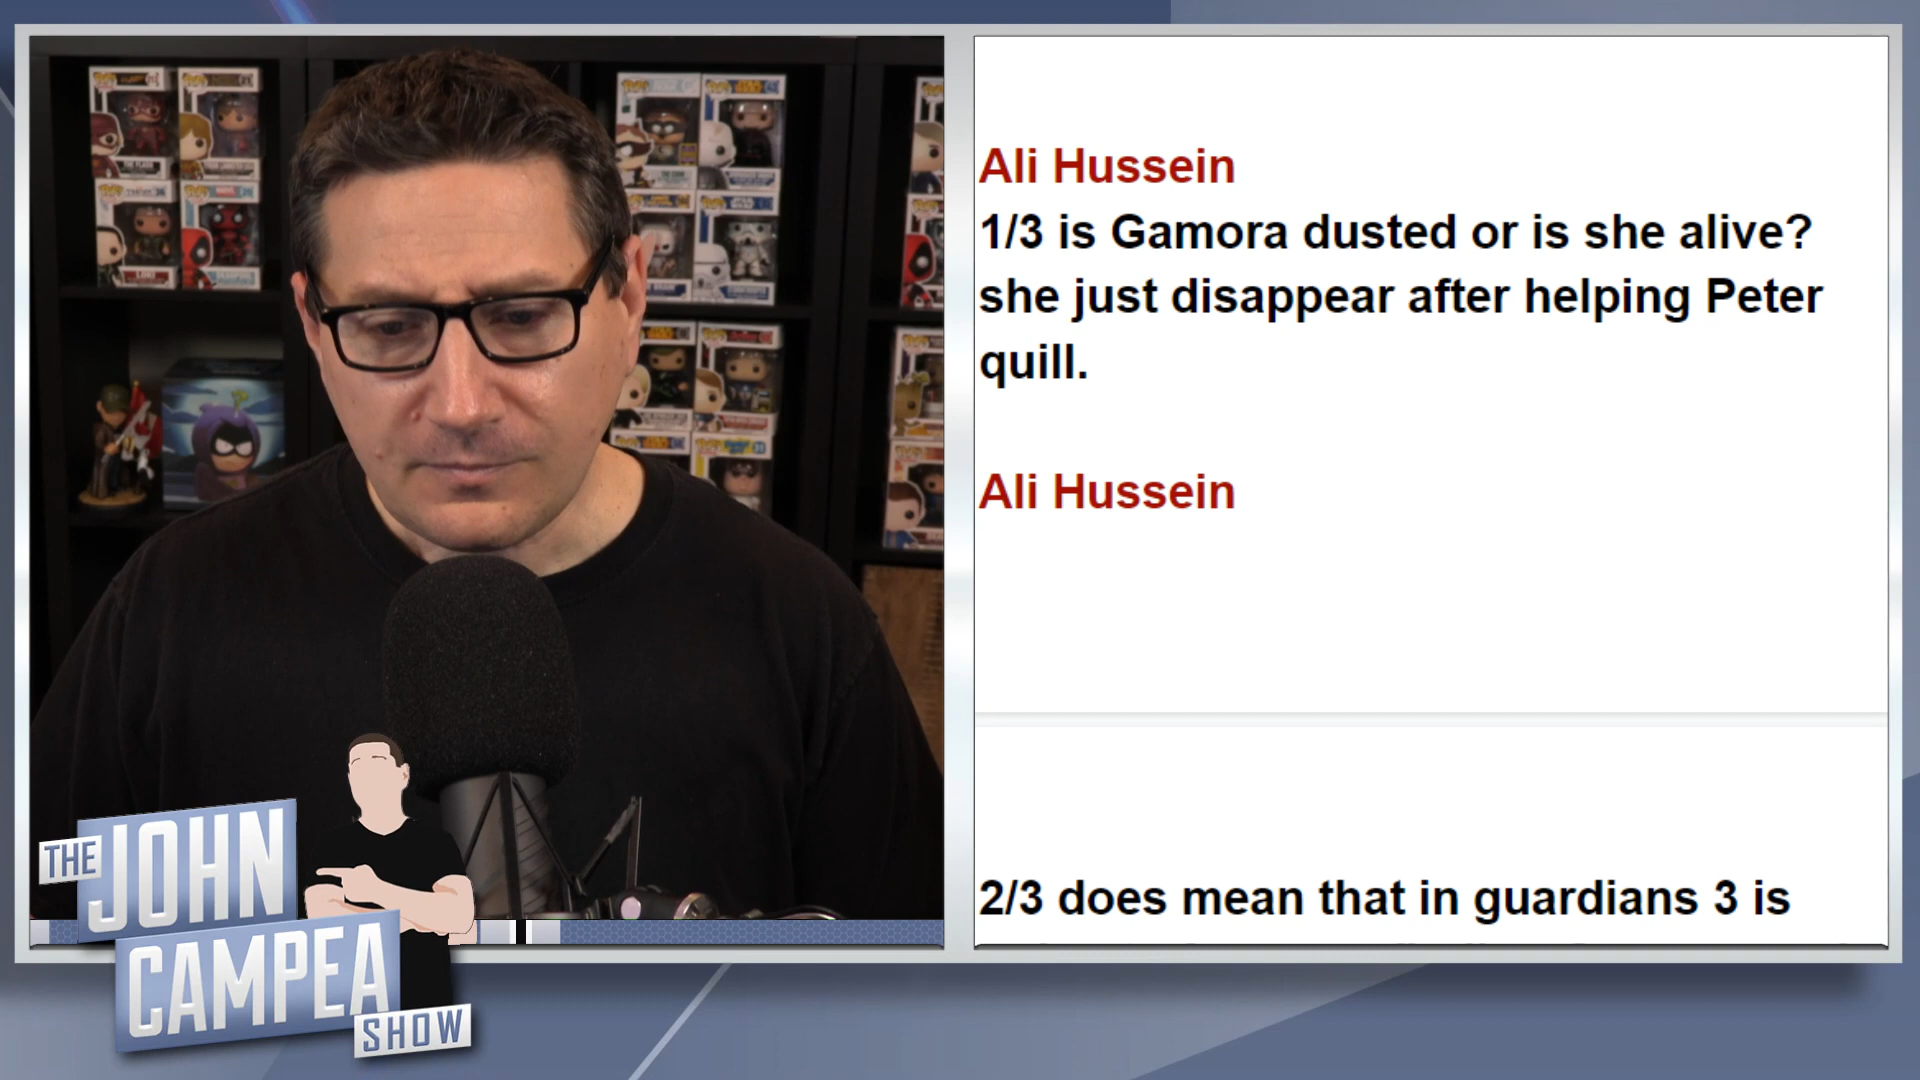 Ali Hussein
1/3 is Gamora dusted or is she alive?
she just disappear after helping Peter
quill.
Ali Hussein
2/3 does mean that in guardians 3 is
THE
JOHN
CAMPEA
SHOW